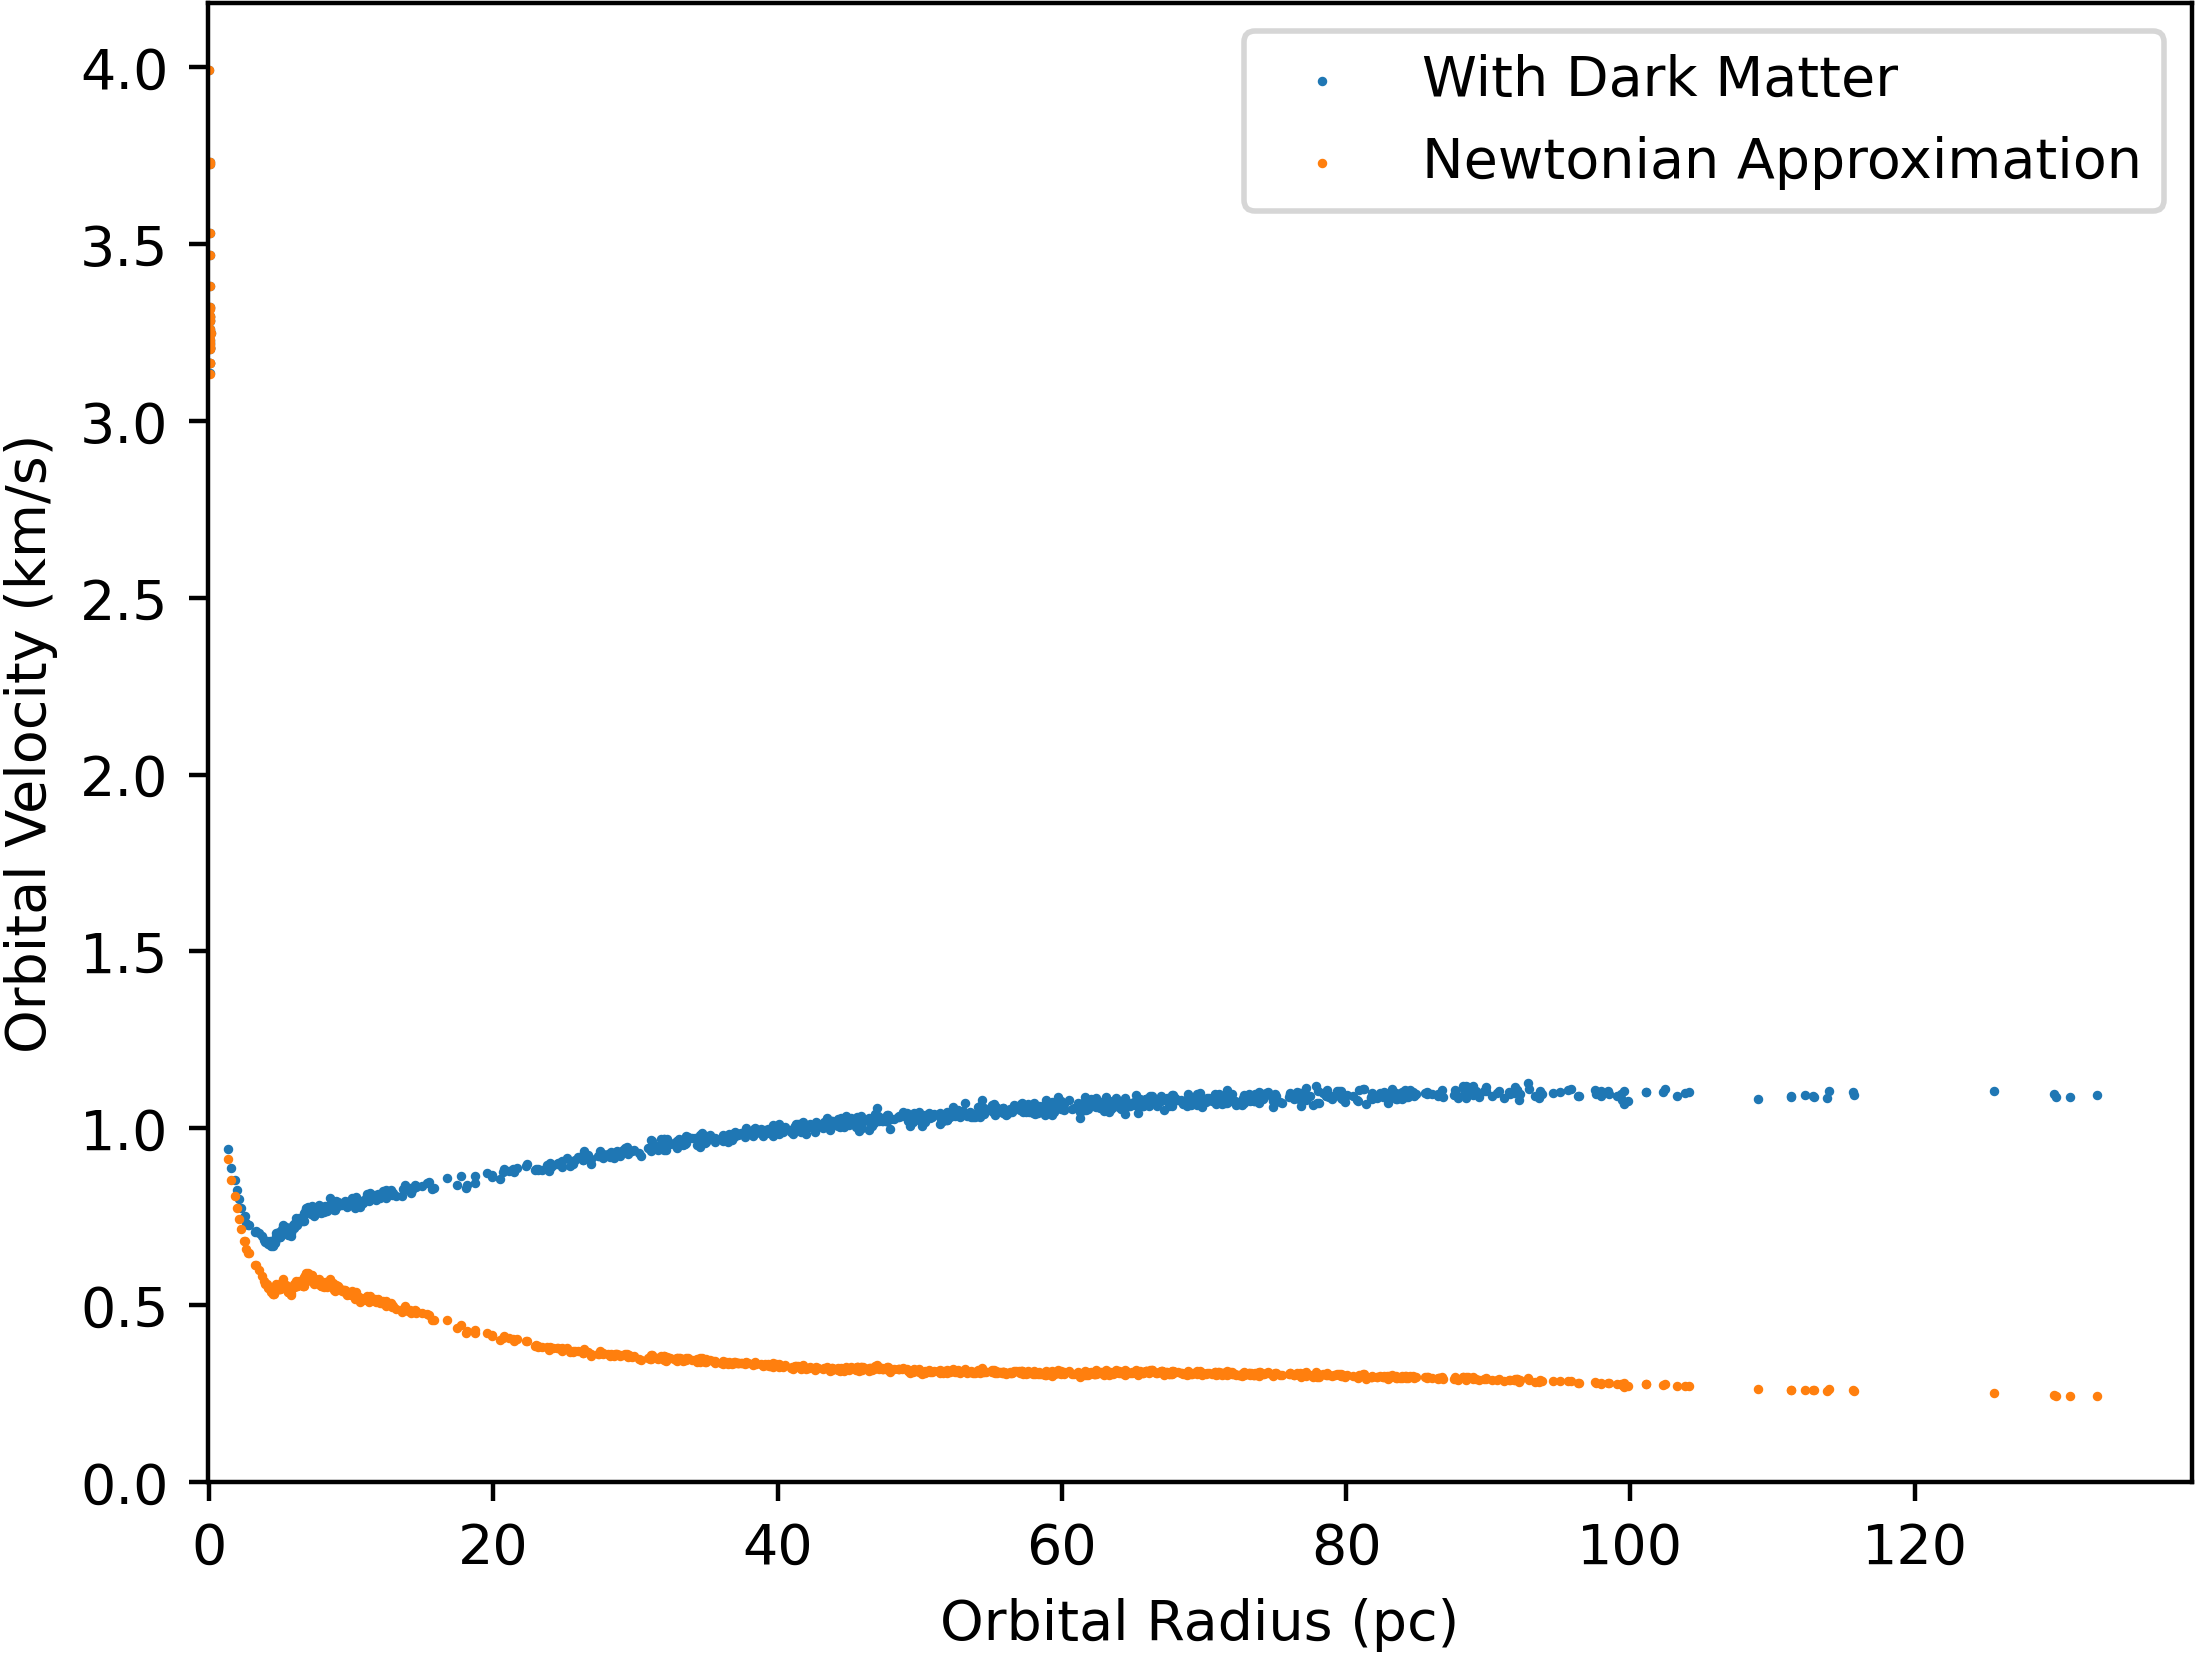 4.0
3.5
3.0
2.5
2.0
1.5
1.0
0.5
0.0
0 20 40 60 80 100 120
Orbital Velocity (km/s)
Orbital Radius (pc)
With Dark Matter
Newtonian Approximation